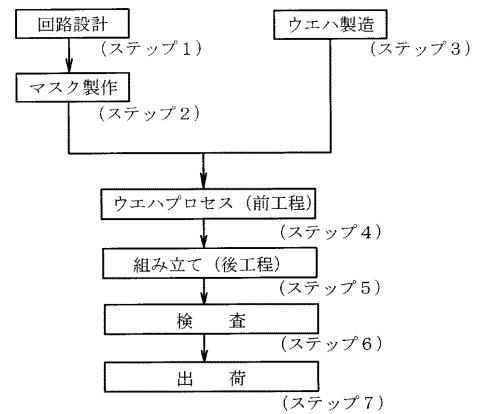 回路設計
(ステップ1)
ウエハ製造
(ステップ3)
マスク製作
(ステップ2)
ウエハプロセス(前工程)
(ステップ4)
組み立て(後工程)
(ステップ5)
検　査
(ステップ6)
出　荷
(ステップ7)